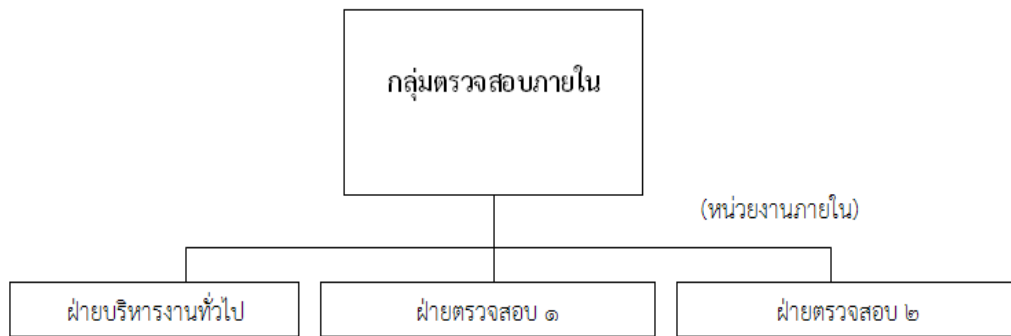 กลุ่มตรวจสอบภายใน
(หน่วยงานภายใน)
ฝ่ายบริหารงานทั่วไป
ฝ่ายตรวจสอบ ๑
ฝ่ายตรวจสอบ ๒